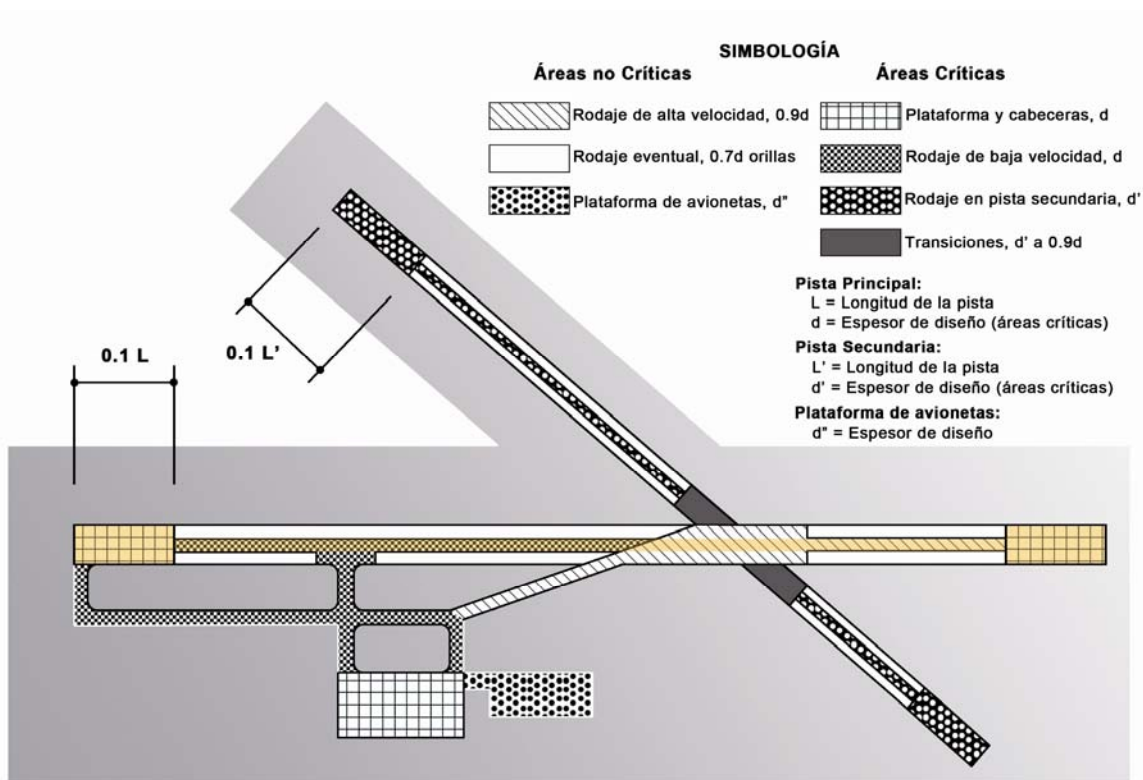 SIMBOLOGÍA
Áreas no Críticas
Rodaje de alta velocidad, 0.9d
Rodaje eventual, 0.7d orillas
Plataforma de avionetas, d"
Áreas Críticas
Plataforma y cabeceras, d
Rodaje de baja velocidad, d
Rodaje en pista secundaria, d'
Transiciones, d' a 0.9d
Pista Principal:
L = Longitud de la pista
d = Espesor de diseño (áreas críticas)
Pista Secundaria:
L' = Longitud de la pista
d' = Espesor de diseño (áreas críticas)
Plataforma de avionetas:
d" = Espesor de diseño
0.1 L'
0.1 L